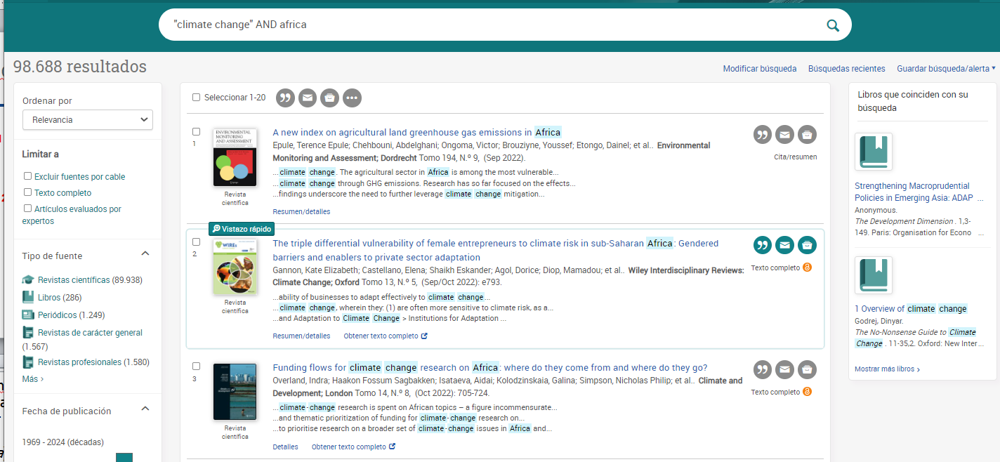 "climate change" AND africa
98.688 resultados
Modificar búsqueda
Búsquedas recientes
Guardar búsqueda/alerta
Ordenar por
Relevancia
Limitar a
Excluir fuentes por cable
Texto completo
Artículos evaluados por
expertos
Tipo de fuente
Revistas científicas (89.938)
Libros (286)
Periódicos (1.249)
Revistas de carácter general
(1.567)
Revistas profesionales (1.580)
Más ›
Fecha de publicación
1969 - 2024 (décadas)
Seleccionar 1-20
1
ENVIRONMENTAL
MONITORING
AND ASSESSMENT
Revista
científica
A new index on agricultural land greenhouse gas emissions in Africa
Epule, Terence Epule; Chehbouni, Abdelghani; Ongoma, Victor; Brouziyne, Youssef; Etongo, Dainel; et al.. Environmental
Monitoring and Assessment; Dordrecht Tomo 194, N.º 9, (Sep 2022).
...climate change. The agricultural sector in Africa is among the most vulnerable...
...climate change through GHG emissions. Research has so far focused on the effects...
...findings underscore the need to further leverage climate change mitigation...
Resumen/detalles
Cita/resumen
Vistazo rápido
2
WIREs
Revista
científica
The triple differential vulnerability of female entrepreneurs to climate risk in sub-Saharan Africa: Gendered
barriers and enablers to private sector adaptation
Gannon, Kate Elizabeth; Castellano, Elena; Shaikh Eskander; Agol, Dorice; Diop, Mamadou; et al.. Wiley Interdisciplinary Reviews:
Climate Change; Oxford Tomo 13, N.º 5, (Sep/Oct 2022): e793.
...ability of businesses to adapt effectively to climate change...
...climate change, wherein they: (1) are often more sensitive to climate risk, as a...
...and Adaptation to Climate Change > Institutions for Adaptation ...
Resumen/detalles
Obtener texto completo
Texto completo
3
Revista
científica
Funding flows for climate change research on Africa: where do they come from and where do they go?
Overland, Indra; Haakon Fossum Sagbakken; Isataeva, Aidai; Kolodzinskaia, Galina; Simpson, Nicholas Philip; et al.. Climate and
Development; London Tomo 14, N.º 8, (Oct 2022): 705-724.
...climate-change research is spent on African topics – a figure incommensurate...
...and thematic prioritization of funding for climate-change research on...
...to prioritise research on a broader set of climate-change issues in Africa and...
Detalles
Obtener texto completo
Texto completo
Libros que coinciden con su
búsqueda
Strengthening Macroprudential
Policies in Emerging Asia: ADAP ...
Anonymous.
The Development Dimension . 1,3-
149. Paris: Organisation for Econo ...
1 Overview of climate change
Godrej, Dinyar.
The No-Nonsense Guide to Climate
Change . 11-35,2. Oxford: New Inter...
Mostrar más libros ›